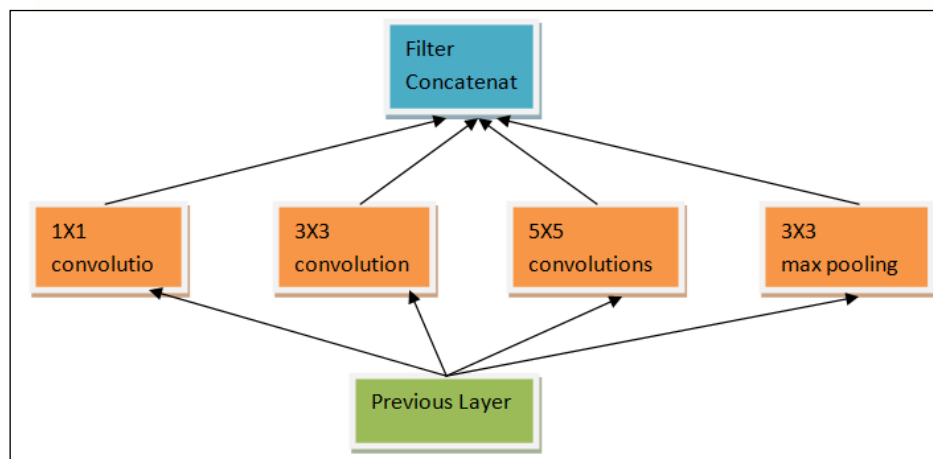 Filter
Concatenat
1X1
convolutio
3X3
convolution
5X5
convolutions
3X3
max pooling
Previous Layer